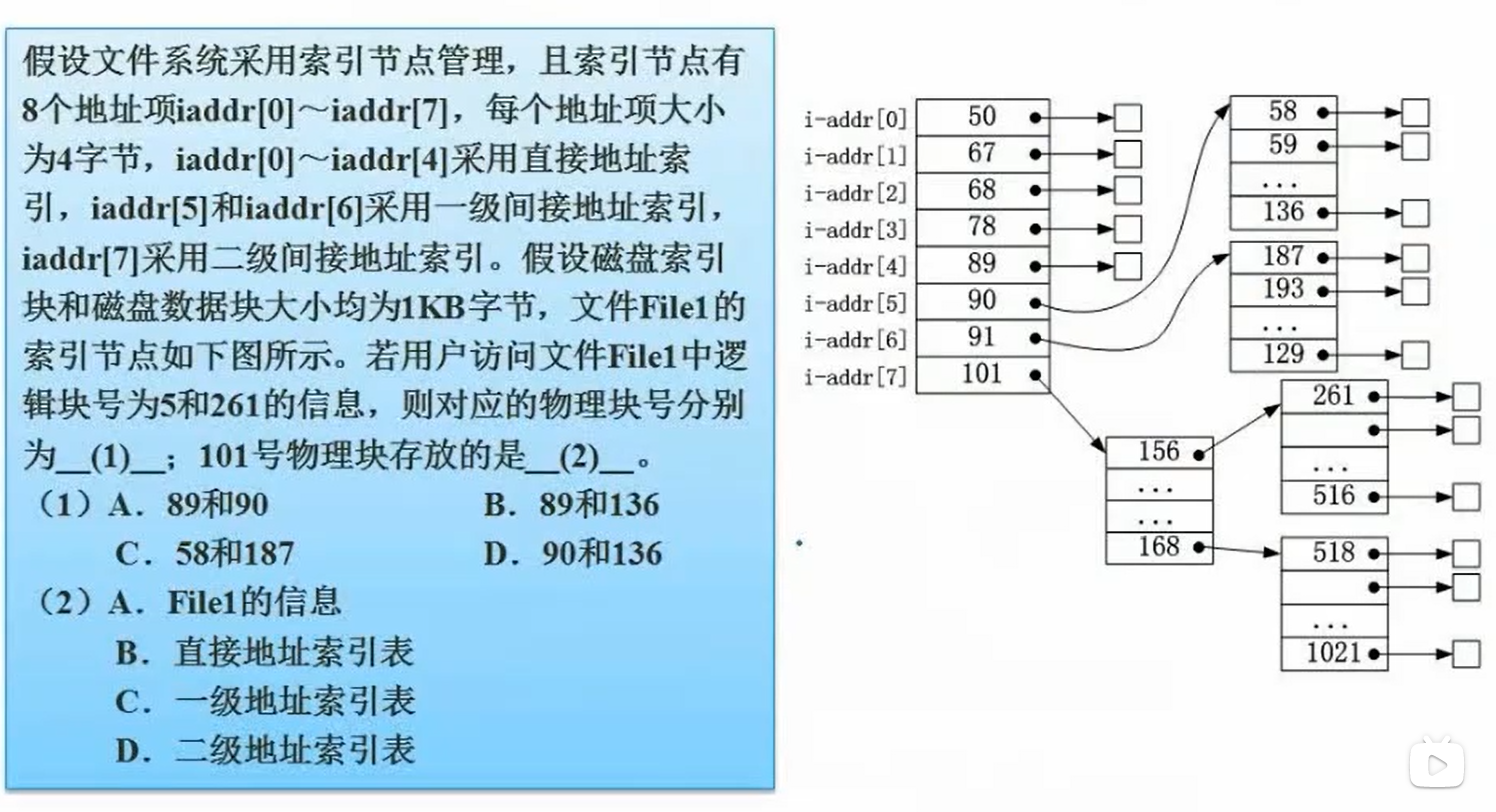 假设文件系统采用索引节点管理，且索引节点有
8个地址项iaddr[0]～iaddr[7]，每个地址项大小
为4字节，iaddr[0]～iaddr[4]采用直接地址索
引，iaddr[5]和iaddr[6]采用一级间接地址索引，
iaddr[7]采用二级间接地址索引。假设磁盘索引
块和磁盘数据块大小均为1KB字节，文件File1的
索引节点如下图所示。若用户访问文件File1中逻
辑块号为5和261的信息，则对应的物理块号分别
为__(1)__；101号物理块存放的是__(2)__。
（1）A．89和90 B．89和136
C．58和187 D．90和136
（2）A．File1的信息
B．直接地址索引表
C．一级地址索引表
D．二级地址索引表
i-addr[0] 50
i-addr[1] 67
i-addr[2] 68
i-addr[3] 78
i-addr[4] 89
i-addr[5] 90
i-addr[6] 91
i-addr[7] 101
58
59
...
136
187
193
...
129
156
...
...
168
261
...
516
518
...
1021